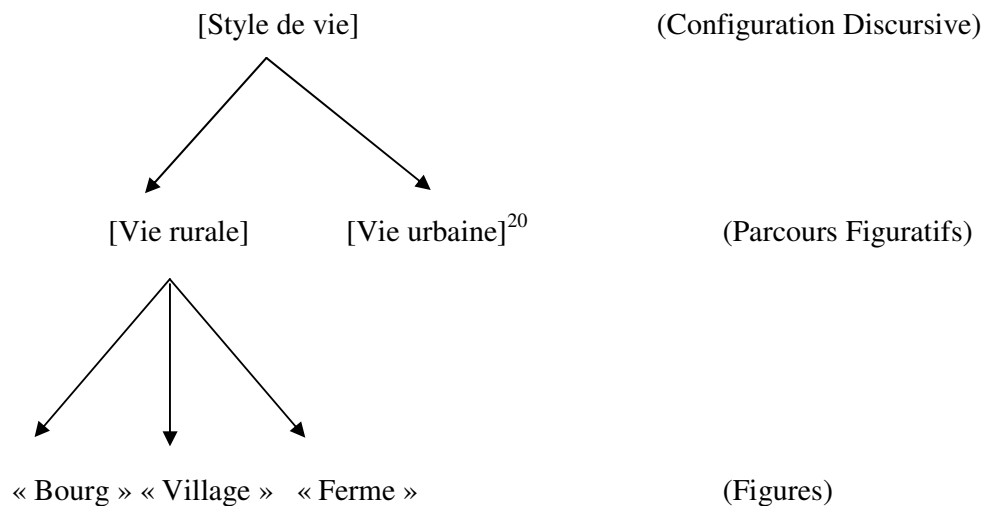 [Style de vie] (Configuration Discursive)
[Vie rurale] [Vie urbaine]20 (Parcours Figuratifs)
« Bourg » « Village » « Ferme » (Figures)